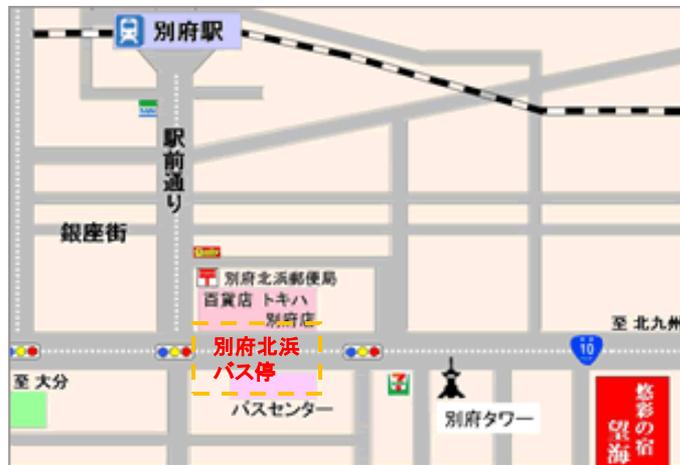 別府駅
駅前通り
銀座街
別府北浜郵便局
百貨店 トキハ
別府店
至 北九州
別府北浜
バス停
10
至 大分
7
バスセンター
別府タワー
悠彩の宿